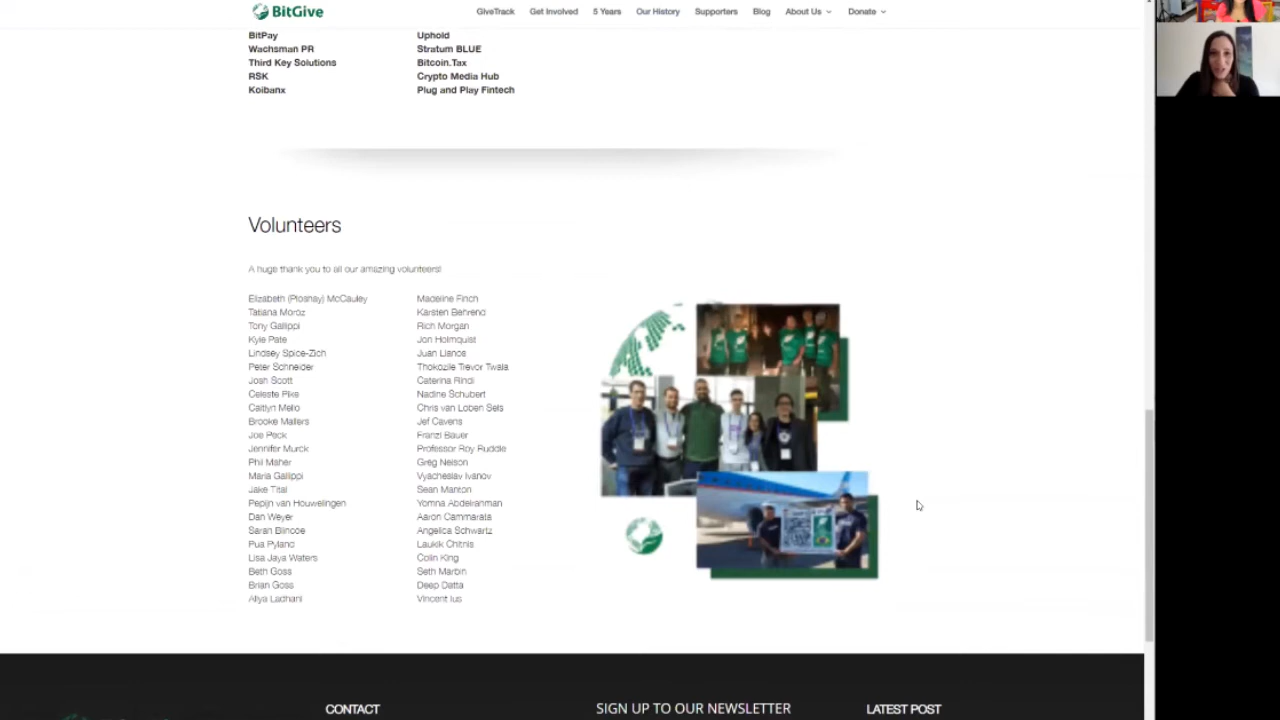 BitGive
GiveTrack Get Involved 5 Years Our History Supporters Blog About Us Donate
BitPay
Wachsman PR
Third Key Solutions
RSK
Koibanx
Uphold
Stratum BLUE
Bitcoin.Tax
Crypto Media Hub
Plug and Play Fintech
Volunteers
A huge thank you to all our amazing volunteers!
Elizabeth (Ploshay) McCauley
Tatiana Moroz
Tony Gallippi
Kyle Pate
Lindsey Spice-Zich
Peter Schneider
Josh Scott
Celeste Pike
Caitlyn Mello
Brooke Mallers
Joe Peck
Jennifer Murck
Phil Maher
Maria Gallippi
Jake Tital
Pepijn van Houwelingen
Dan Weyer
Sarah Blincoe
Pua Pyland
Lisa Jaya Waters
Beth Goss
Brian Goss
Aliya Ladhani
Madeline Finch
Karsten Behrend
Rich Morgan
Jon Holmquist
Juan Llanos
Thokozile Trevor Twala
Caterina Rindi
Nadine Schubert
Chris van Loben Sels
Jef Cavens
Franzi Bauer
Professor Roy Ruddle
Greg Nelson
Vyacheslav Ivanov
Sean Manton
Yomna Abdelrahman
Aaron Cammarata
Angelica Schwartz
Laukik Chitnis
Colin King
Seth Marbin
Deep Datta
Vincent Ius
CONTACT
SIGN UP TO OUR NEWSLETTER
LATEST POST